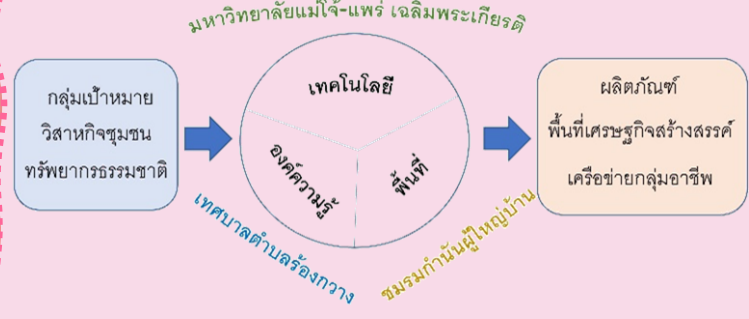 มหาวิทยาลัยแม่โจ้-แพร่ เฉลิมพระเกียรติ
กลุ่มเป้าหมาย
วิสาหกิจชุมชน
ทรัพยากรธรรมชาติ
เทคโนโลยี
องค์ความรู้
พื้นที่
ผลิตภัณฑ์
พื้นที่เศรษฐกิจสร้างสรรค์
เครือข่ายกลุ่มอาชีพ
เทศบาลตำบลร้องกวาง
ชมรมกำนันผู้ใหญ่บ้าน